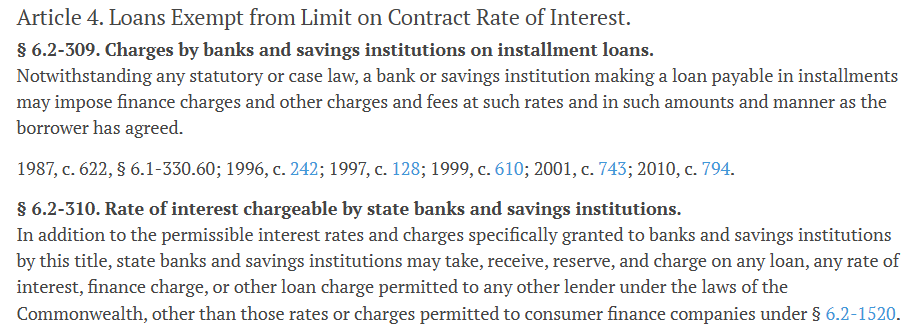 Article 4. Loans Exempt from Limit on Contract Rate of Interest.
§ 6.2-309. Charges by banks and savings institutions on installment loans.
Notwithstanding any statutory or case law, a bank or savings institution making a loan payable in installments
may impose finance charges and other charges and fees at such rates and in such amounts and manner as the
borrower has agreed.
1987, c. 622, § 6.1-330.60; 1996, c. 242; 1997, c. 128; 1999, c. 610; 2001, c. 743; 2010, c. 794.
§ 6.2-310. Rate of interest chargeable by state banks and savings institutions.
In addition to the permissible interest rates and charges specifically granted to banks and savings institutions
by this title, state banks and savings institutions may take, receive, reserve, and charge on any loan, any rate of
interest, finance charge, or other loan charge permitted to any other lender under the laws of the
Commonwealth, other than those rates or charges permitted to consumer finance companies under § 6.2-1520.